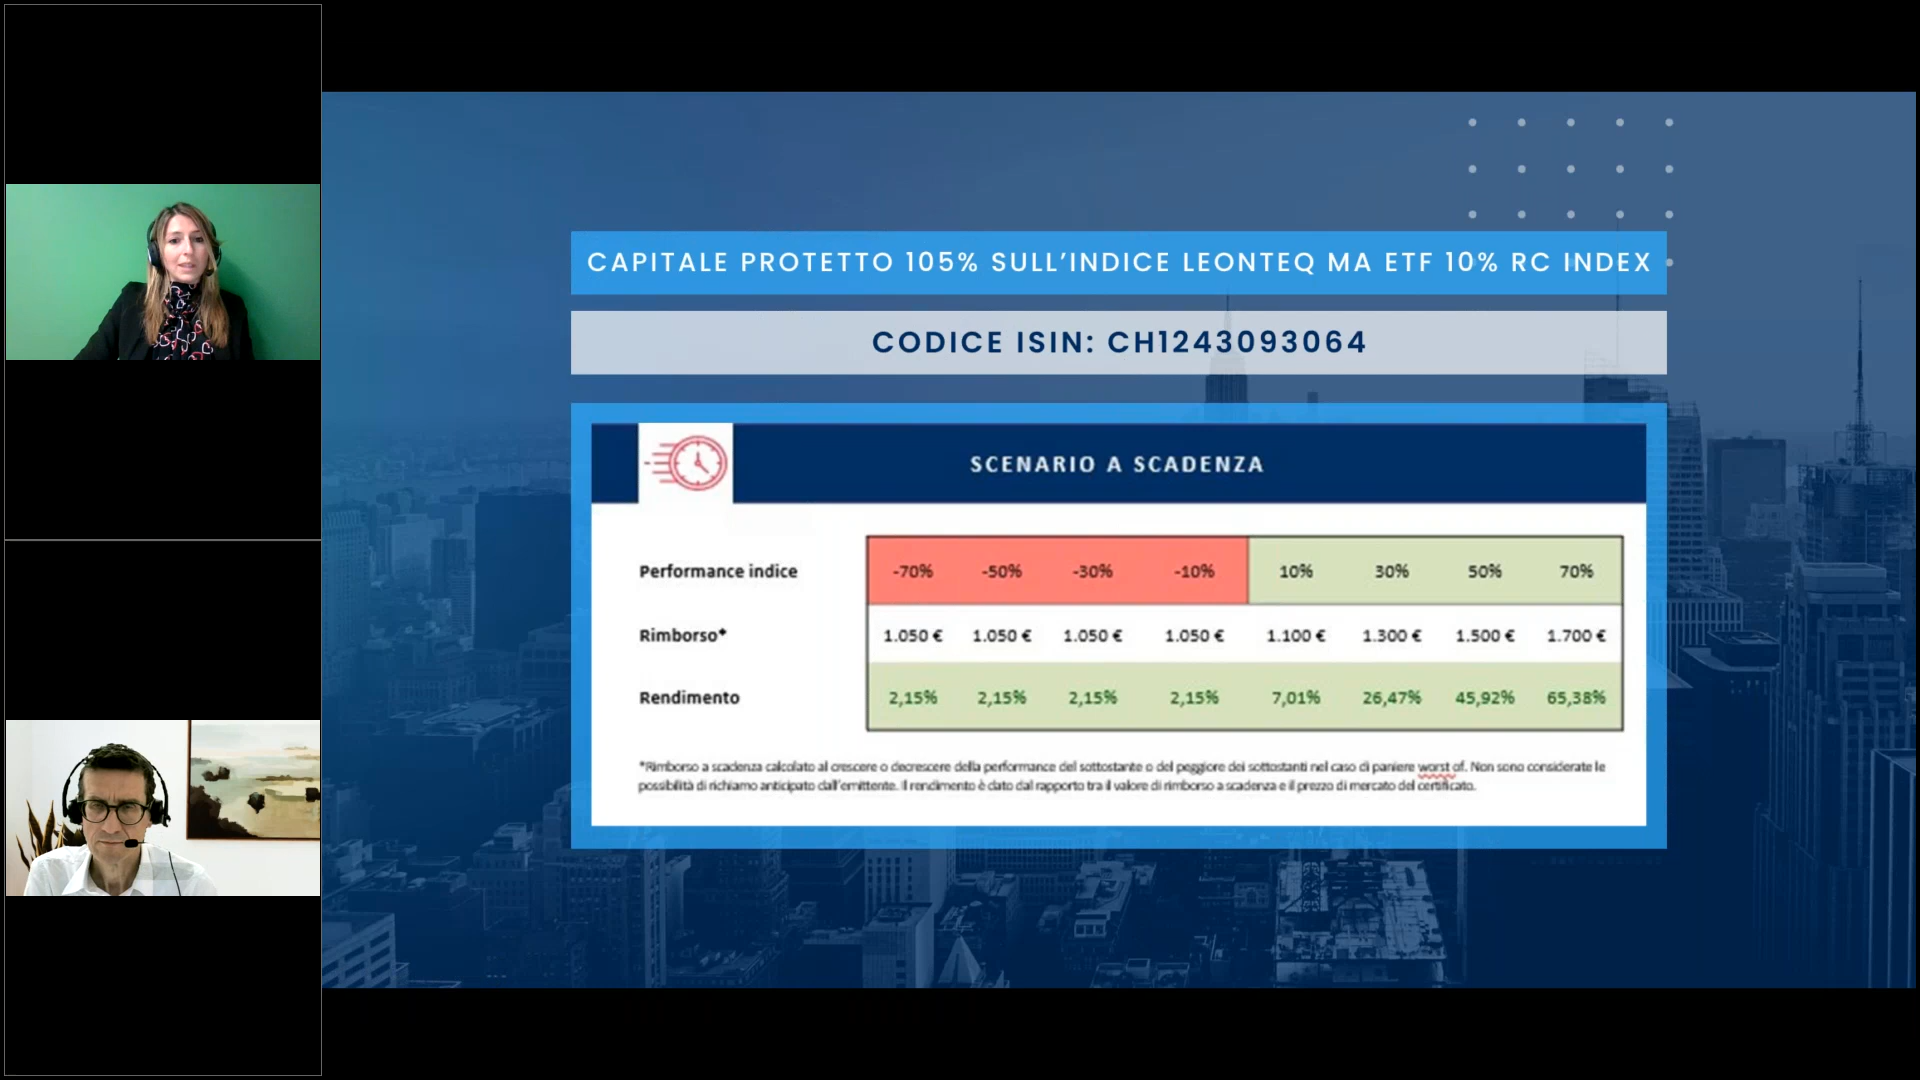 CAPITALE PROTETTO 105% SULL'INDICE LEONTEQ MA ETF 10% RC INDEX
CODICE ISIN: CH1243093064
SCENARIO A SCADENZA
Performance indice -70% -50% -30% -10% 10% 30% 50% 70%
Rimborso* 1.050 € 1.050 € 1.050 € 1.050 € 1.100 € 1.300 € 1.500 € 1.700 €
Rendimento 2,15% 2,15% 2,15% 2,15% 7,01% 26,47% 45,92% 65,38%
*Rimborso a scadenza calcolato al crescere o decrescere della performance del sottostante o del peggiore dei sottostanti nel caso di paniere worst of. Non sono considerate le
possibilità di richiamo anticipato dall'emittente. Il rendimento è dato dal rapporto tra il valore di rimborso a scadenza e il prezzo di mercato del certificato.